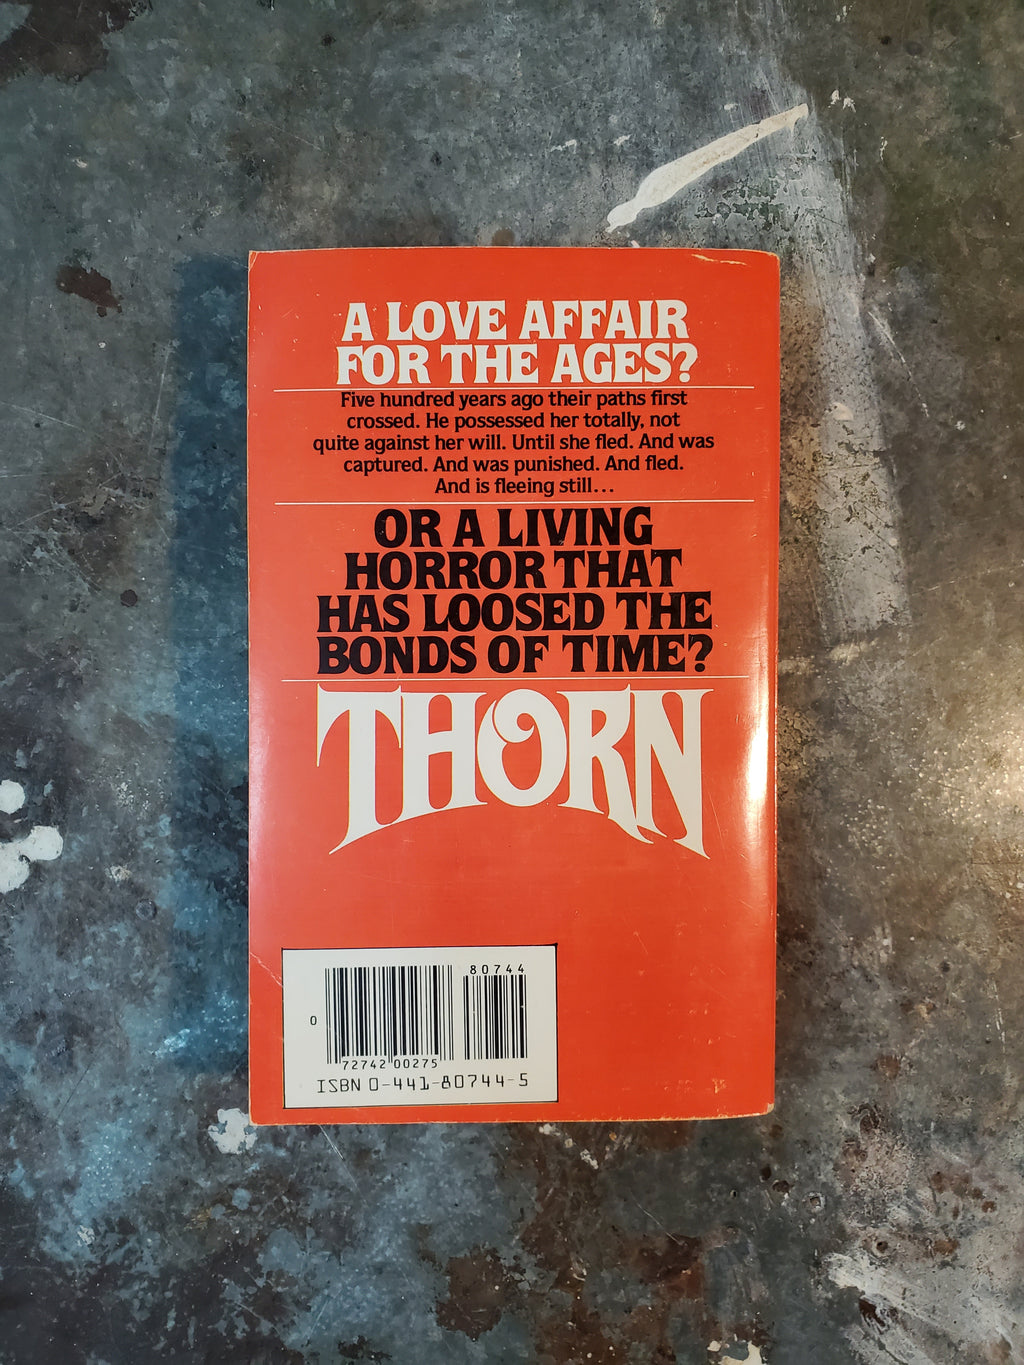 A LOVE AFFAIR
FOR THE AGES?
Five hundred years ago their paths first
crossed. He possessed her totally, not
quite against her will. Until she fled. And was
captured. And was punished. And fled.
And is fleeing still...
OR A LIVING
HORROR THAT
HAS LOOSED THE
BONDS OF TIME?
THORN
80744
0
72742 00275
ISBN 0-441-80744-5